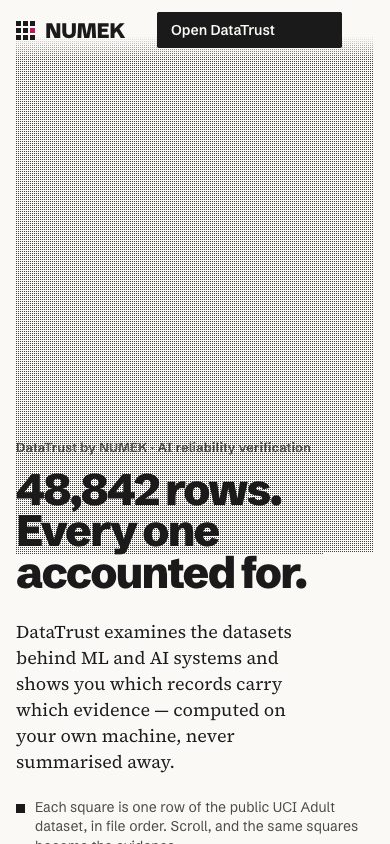 NUMEK
Open DataTrust
DataTrust by NUMEK · AI reliability verification
48,842 rows.
Every one
accounted for.
DataTrust examines the datasets
behind ML and AI systems and
shows you which records carry
which evidence — computed on
your own machine, never
summarised away.
Each square is one row of the public UCI Adult
dataset, in file order. Scroll, and the same squares
become the evidence.